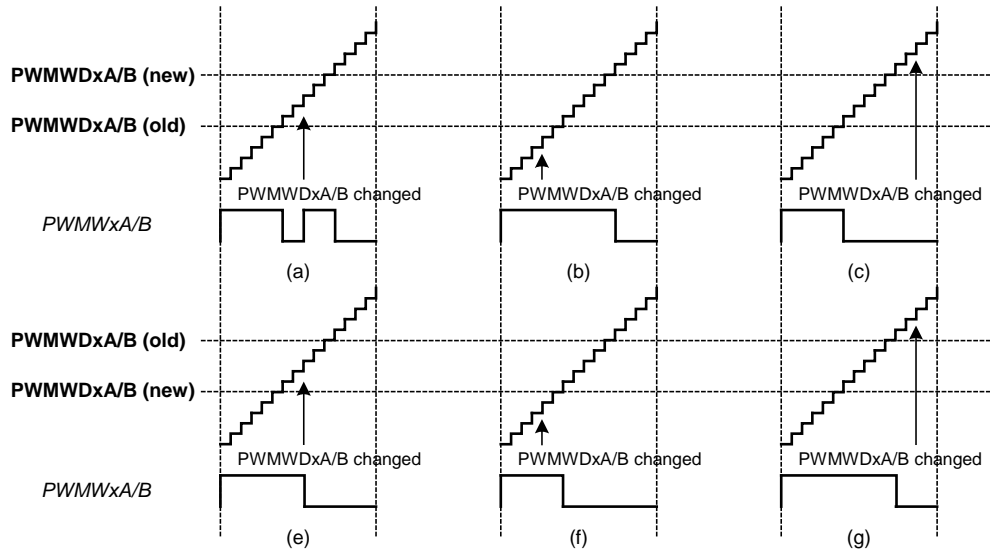 PWMWDxA/B (new)
PWMWDxA/B (old)
PWMWDxA/B changed
PWMWDxA/B changed
PWMWDxA/B changed
PWMWxA/B
(a)
(b)
(c)
PWMWDxA/B (old)
PWMWDxA/B (new)
PWMWDxA/B changed
PWMWDxA/B changed
PWMWDxA/B changed
PWMWxA/B
(e)
(f)
(g)